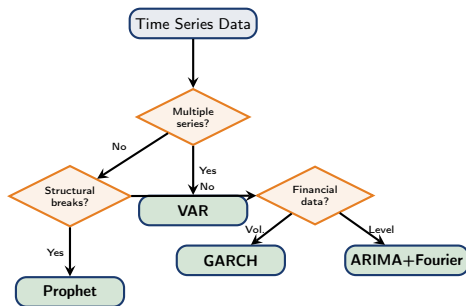 Time Series Data
Multiple
series?
No
Yes
Structural
breaks?
No
VAR
Financial
data?
Vol.
Level
Yes
GARCH
ARIMA+Fourier
Prophet